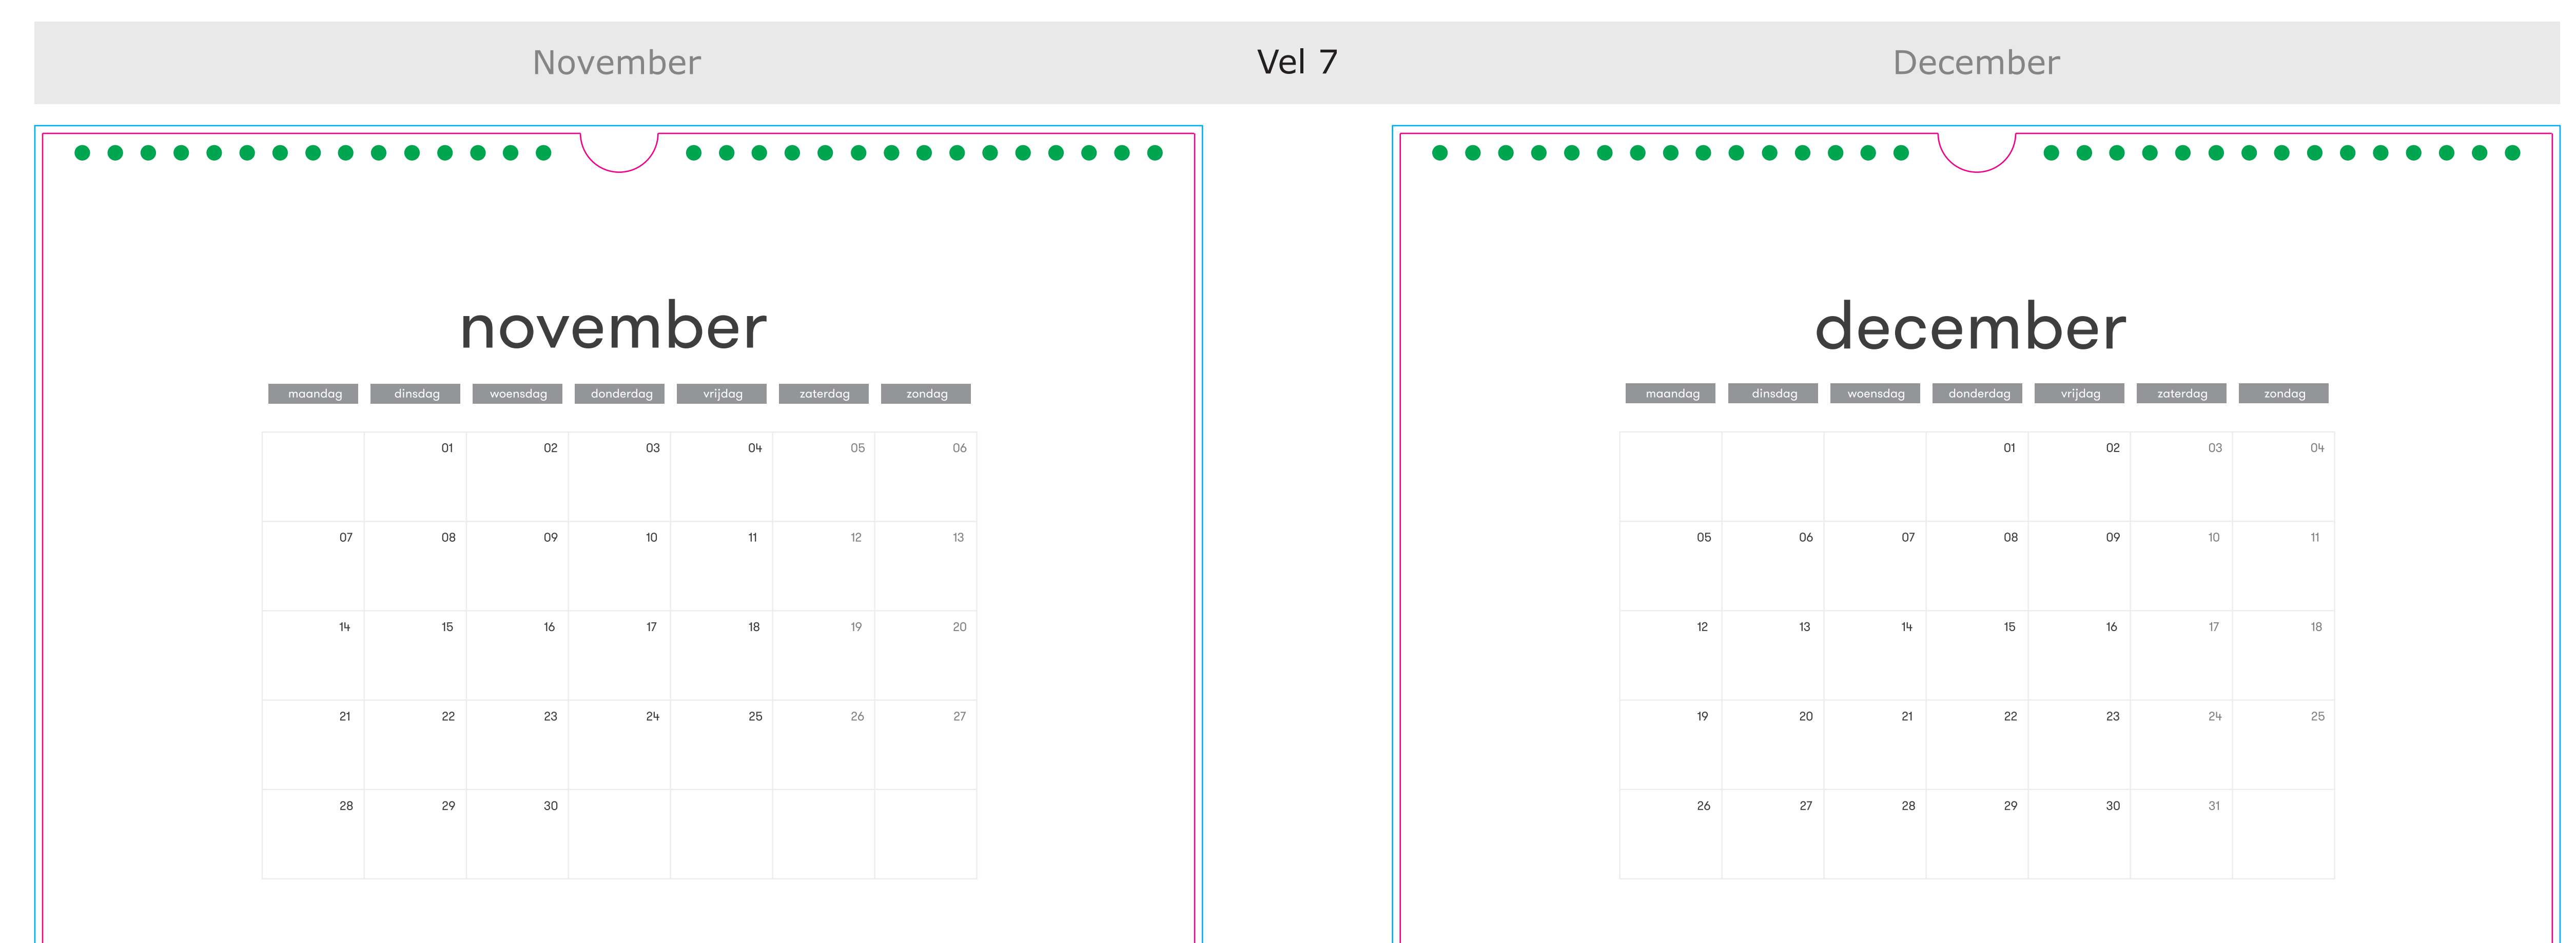 November Vel 7 December
november
maandag dinsdag woensdag donderdag vrijdag zaterdag zondag
01 02 03 04 05 06
07 08 09 10 11 12 13
14 15 16 17 18 19 20
21 22 23 24 25 26 27
28 29 30
december
maandag dinsdag woensdag donderdag vrijdag zaterdag zondag
01 02 03 04
05 06 07 08 09 10 11
12 13 14 15 16 17 18
19 20 21 22 23 24 25
26 27 28 29 30 31